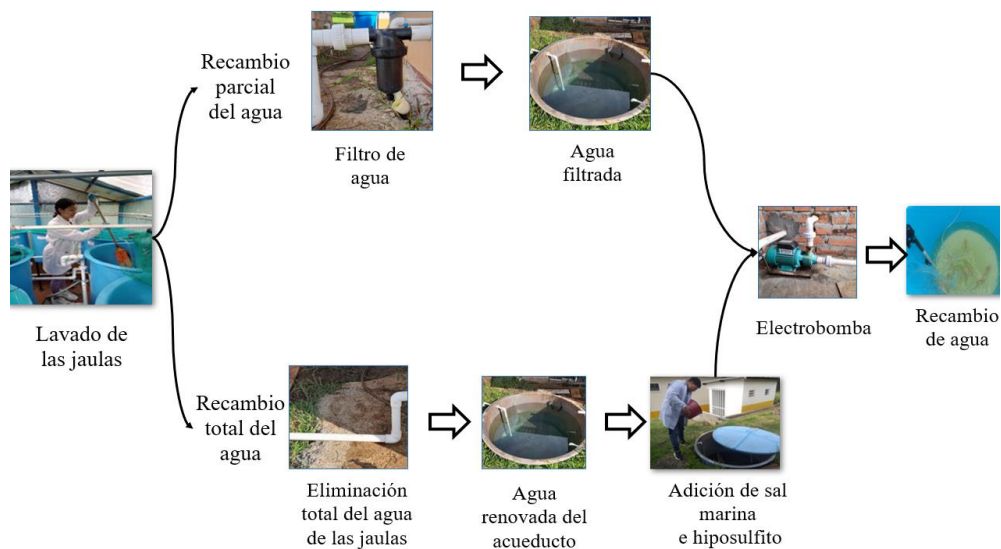 Recambio
parcial
del agua
Filtro de
agua
Agua
filtrada
Lavado de
las jaulas
Electrobomba
Recambio
de agua
Recambio
total del
agua
Eliminación
total del agua
de las jaulas
Agua
renovada del
acueducto
Adición de sal
marina
e hiposulfito